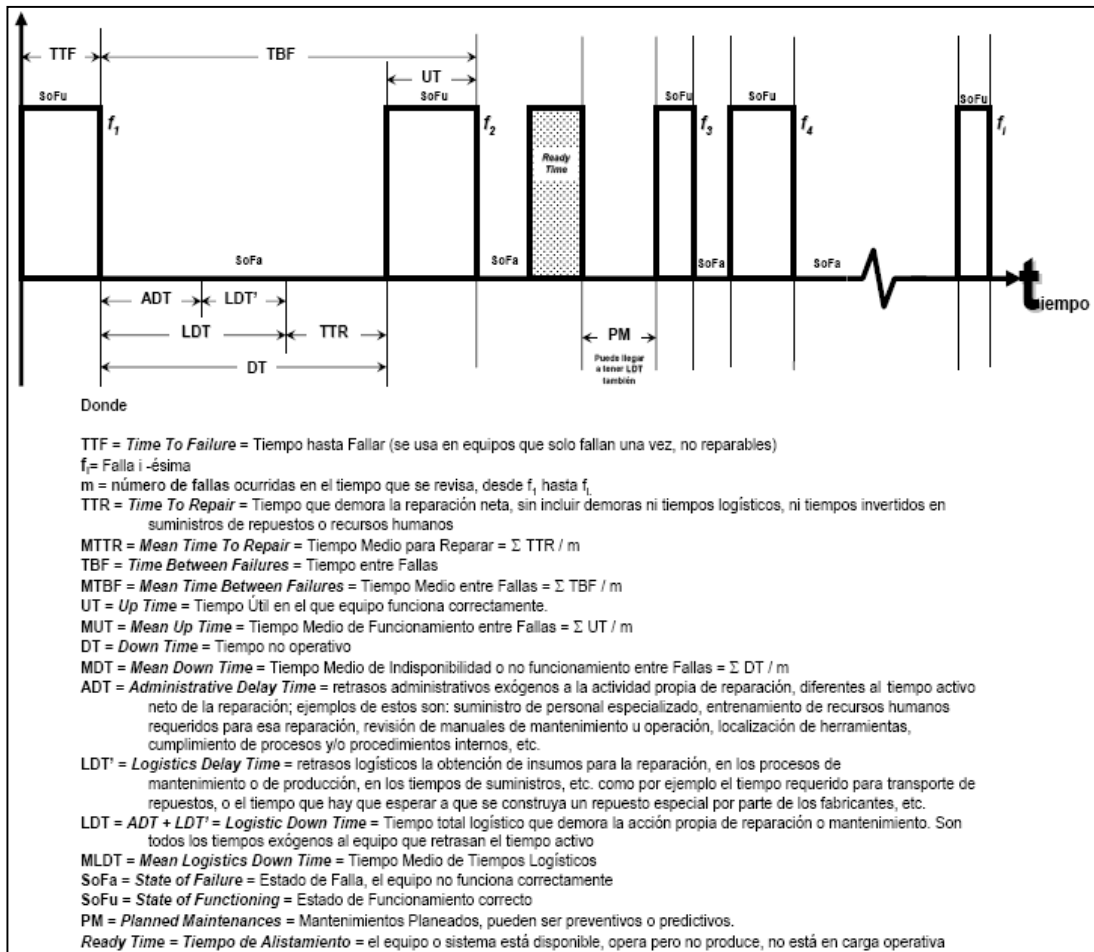 TTF
TBF
UT
SoFu
SoFu
SoFu
SoFu
SoFu
f1
f2
Ready
Time
f3
f4
fi
SoFa
SoFa
SoFa
SoFa
tiempo
ADT
LDT'
LDT
TTR
DT
PM
Puede llegar
a tener LDT
también
Donde
TTF = Time To Failure = Tiempo hasta Fallar (se usa en equipos que solo fallan una vez, no reparables)
fi= Falla i -ésima
m = número de fallas ocurridas en el tiempo que se revisa, desde f1 hasta fi.
TTR = Time To Repair = Tiempo que demora la reparación neta, sin incluir demoras ni tiempos logísticos, ni tiempos invertidos en
suministros de repuestos o recursos humanos
MTTR = Mean Time To Repair = Tiempo Medio para Reparar = Σ TTR / m
TBF = Time Between Failures = Tiempo entre Fallas
MTBF = Mean Time Between Failures = Tiempo Medio entre Fallas = Σ TBF / m
UT = Up Time = Tiempo Útil en el que equipo funciona correctamente.
MUT = Mean Up Time = Tiempo Medio de Funcionamiento entre Fallas = Σ UT / m
DT = Down Time = Tiempo no operativo
MDT = Mean Down Time = Tiempo Medio de Indisponibilidad o no funcionamiento entre Fallas = Σ DT / m
ADT = Administrative Delay Time = retrasos administrativos exógenos a la actividad propia de reparación, diferentes al tiempo activo
neto de la reparación; ejemplos de estos son: suministro de personal especializado, entrenamiento de recursos humanos
requeridos para esa reparación, revisión de manuales de mantenimiento u operación, localización de herramientas,
cumplimiento de procesos y/o procedimientos internos, etc.
LDT' = Logistics Delay Time = retrasos logísticos la obtención de insumos para la reparación, en los procesos de
mantenimiento o de producción, en los tiempos de suministros, etc. como por ejemplo el tiempo requerido para transporte de
repuestos, o el tiempo que hay que esperar a que se construya un repuesto especial por parte de los fabricantes, etc.
LDT = ADT + LDT' = Logistic Down Time = Tiempo total logístico que demora la acción propia de reparación o mantenimiento. Son
todos los tiempos exógenos al equipo que retrasan el tiempo activo
MLDT = Mean Logistics Down Time = Tiempo Medio de Tiempos Logísticos
SoFa = State of Failure = Estado de Falla, el equipo no funciona correctamente
SoFu = State of Functioning = Estado de Funcionamiento correcto
PM = Planned Maintenances = Mantenimientos Planeados, pueden ser preventivos o predictivos.
Ready Time = Tiempo de Alistamiento = el equipo o sistema está disponible, opera pero no produce, no está en carga operativa